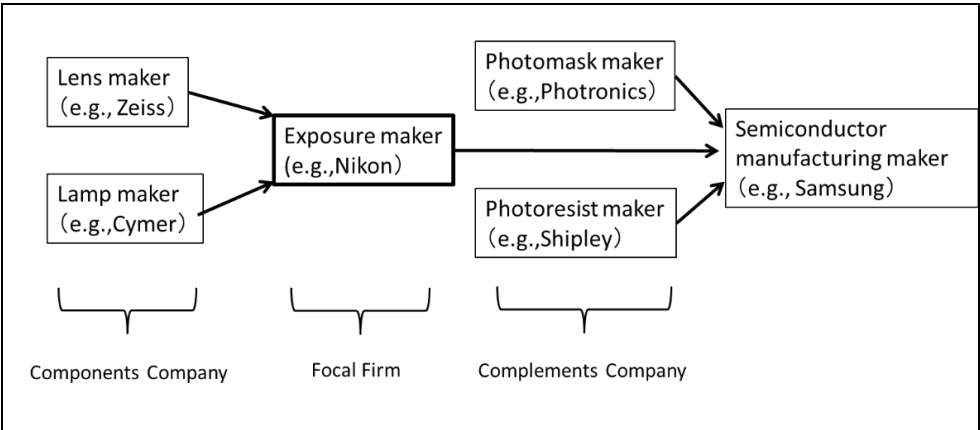 Lens maker
（e.g., Zeiss）
Lamp maker
（e.g.,Cymer）
Exposure maker
(e.g.,Nikon）
Photomask maker
（e.g.,Photronics）
Photoresist maker
（e.g.,Shipley）
Semiconductor
manufacturing maker
（e.g., Samsung）
Components Company
Focal Firm
Complements Company